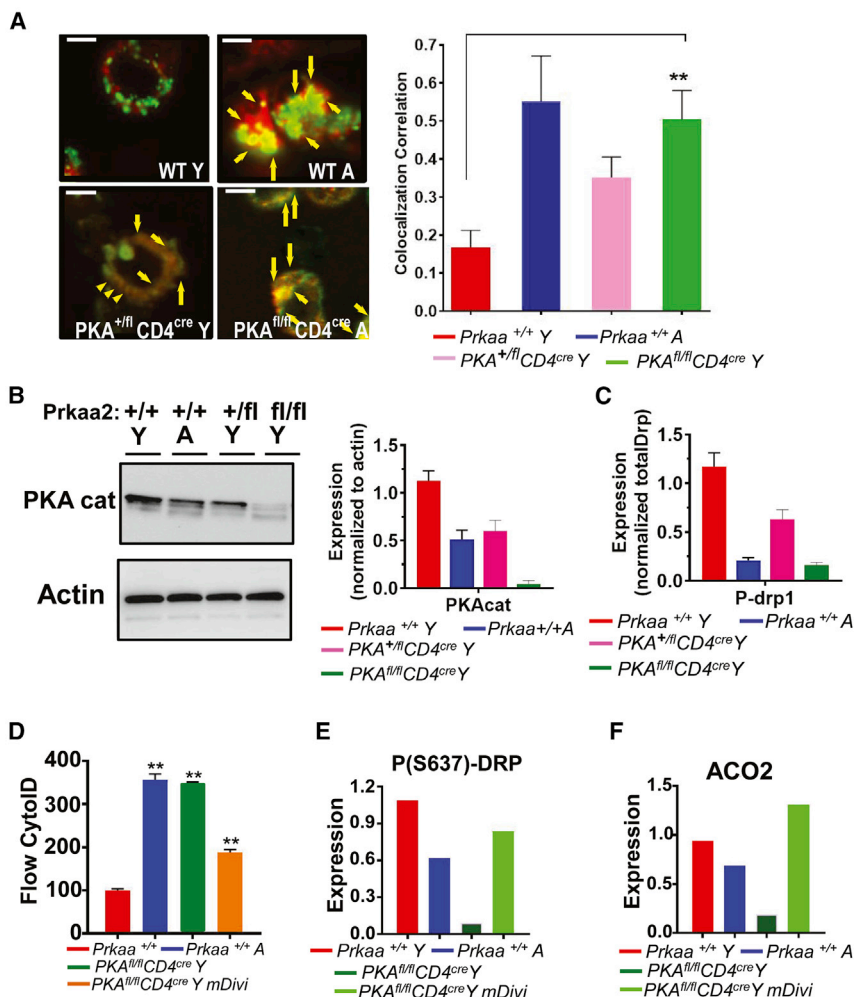 A
WT Y
WT A
PKA+/fl CD4cre Y
PKAfl/fl CD4cre A
Colocalization Correlation
0.7
0.6
0.5
0.4
0.3
0.2
0.1
0.0
**
Prkaa +/+ Y
Prkaa +/+ A
PKA+/flCD4cre Y
PKAfl/flCD4cre Y
B
Prkaa2: +/+ +/+ +/fl fl/fl
Y A Y Y
PKA cat
Actin
Expression
(normalized to actin)
1.5
1.0
0.5
0.0
PKAcat
Prkaa +/+ Y
Prkaa+/+A
PKA+/flCD4cre Y
PKAfl/flCD4creY
C
Expression
(normalized totalDrp)
1.5
1.0
0.5
0.0
P-drp1
Prkaa +/+ Y
Prkaa +/+ A
PKA+/flCD4creY
PKAfl/flCD4creY
D
Flow CytoID
400
300
200
100
0
**
**
**
Prkaa +/+
Prkaa +/+ A
PKAfl/flCD4cre Y
PKAfl/flCD4cre Y mDivi
E
P(S637)-DRP
Expression
1.2
0.9
0.6
0.3
0.0
Prkaa +/+ Y
Prkaa +/+ A
PKAfl/flCD4creY
PKAfl/flCD4cre Y mDivi
F
ACO2
Expression
1.5
1.0
0.5
0.0
Prkaa +/+ Y
Prkaa +/+ A
PKAfl/flCD4cre Y
PKAfl/flCD4cre Y mDivi